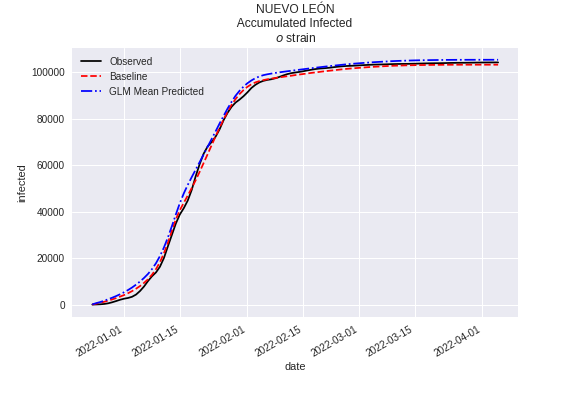 NUEVO LEÓN
Accumulated Infected
o strain
Observed
Baseline
GLM Mean Predicted
infected
100000
80000
60000
40000
20000
0
2022-01-01
2022-01-15
2022-02-01
2022-02-15
2022-03-01
2022-03-15
2022-04-01
date